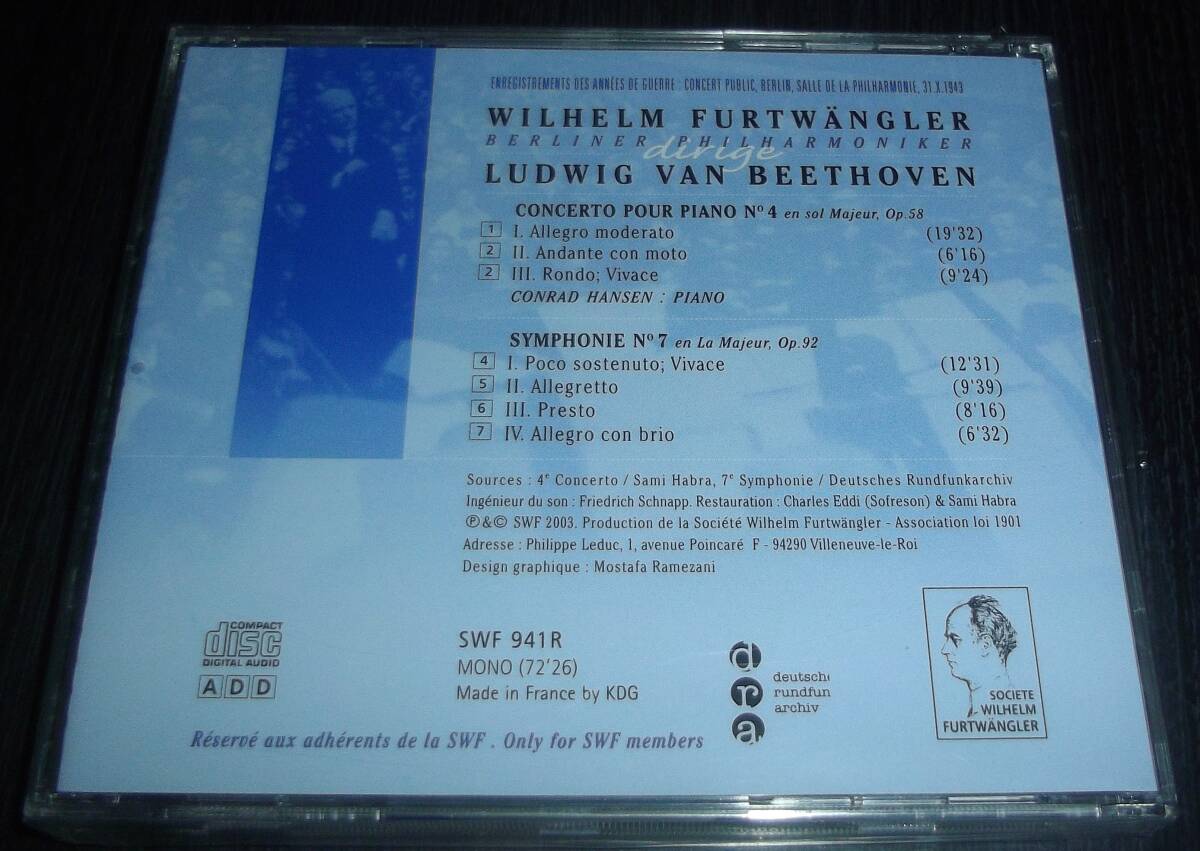 ENREGISTREMENTS DES ANNÉES DE GUERRE : CONCERT PUBLIC, BERLIN, SALLE DE LA PHILHARMONIE, 31.X.1943
WILHELM FURTWÄNGLER
BERLINER PHILHARMONIKER
dirige
LUDWIG VAN BEETHOVEN
CONCERTO POUR PIANO Nº 4 en sol Majeur, Op.58
1 I. Allegro moderato (19'32)
2 II. Andante con moto (6'16)
2 III. Rondo; Vivace (9'24)
CONRAD HANSEN : PIANO
SYMPHONIE Nº 7 en La Majeur, Op.92
4 I. Poco sostenuto; Vivace (12'31)
5 II. Allegretto (9'39)
6 III. Presto (8'16)
7 IV. Allegro con brio (6'32)
Sources : 4e Concerto / Sami Habra, 7e Symphonie / Deutsches Rundfunkarchiv
Ingénieur du son : Friedrich Schnapp. Restauration : Charles Eddi (Sofreson) & Sami Habra
℗&© SWF 2003. Production de la Société Wilhelm Furtwängler - Association loi 1901
Adresse : Philippe Leduc, 1, avenue Poincaré F - 94290 Villeneuve-le-Roi
Design graphique : Mostafa Ramezani
COMPACT
disc
DIGITAL AUDIO
ADD
SWF 941R
MONO (72'26)
Made in France by KDG
dra
deutsche
rundfun
archiv
SOCIETE
WILHELM
FURTWÄNGLER
Réservé aux adhérents de la SWF . Only for SWF members